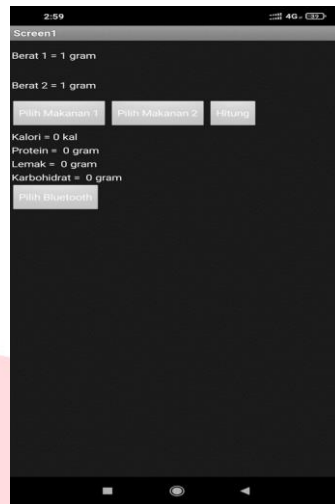 2:59 4G 89
Screen1
Berat 1 = 1 gram
Berat 2 = 1 gram
Pilih Makanan 1 Pilih Makanan 2 Hitung
Kalori = 0 kal
Protein = 0 gram
Lemak = 0 gram
Karbohidrat = 0 gram
Pilih Bluetooth